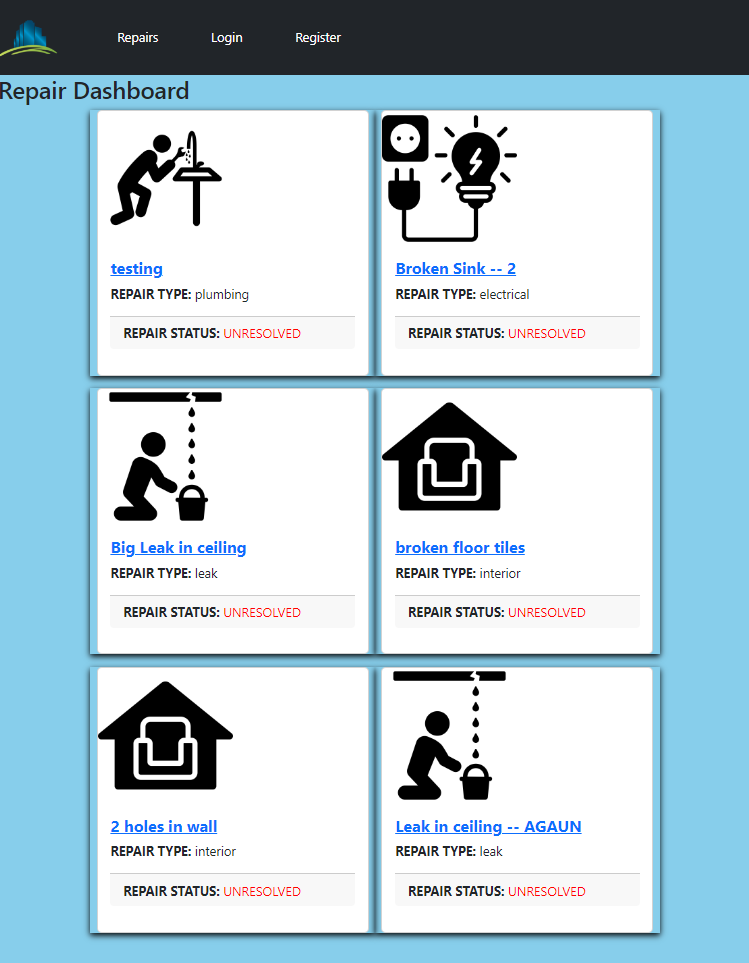 Repairs Login Register
Repair Dashboard
testing
REPAIR TYPE: plumbing
REPAIR STATUS: UNRESOLVED
Broken Sink -- 2
REPAIR TYPE: electrical
REPAIR STATUS: UNRESOLVED
Big Leak in ceiling
REPAIR TYPE: leak
REPAIR STATUS: UNRESOLVED
broken floor tiles
REPAIR TYPE: interior
REPAIR STATUS: UNRESOLVED
2 holes in wall
REPAIR TYPE: interior
REPAIR STATUS: UNRESOLVED
Leak in ceiling -- AGAUN
REPAIR TYPE: leak
REPAIR STATUS: UNRESOLVED